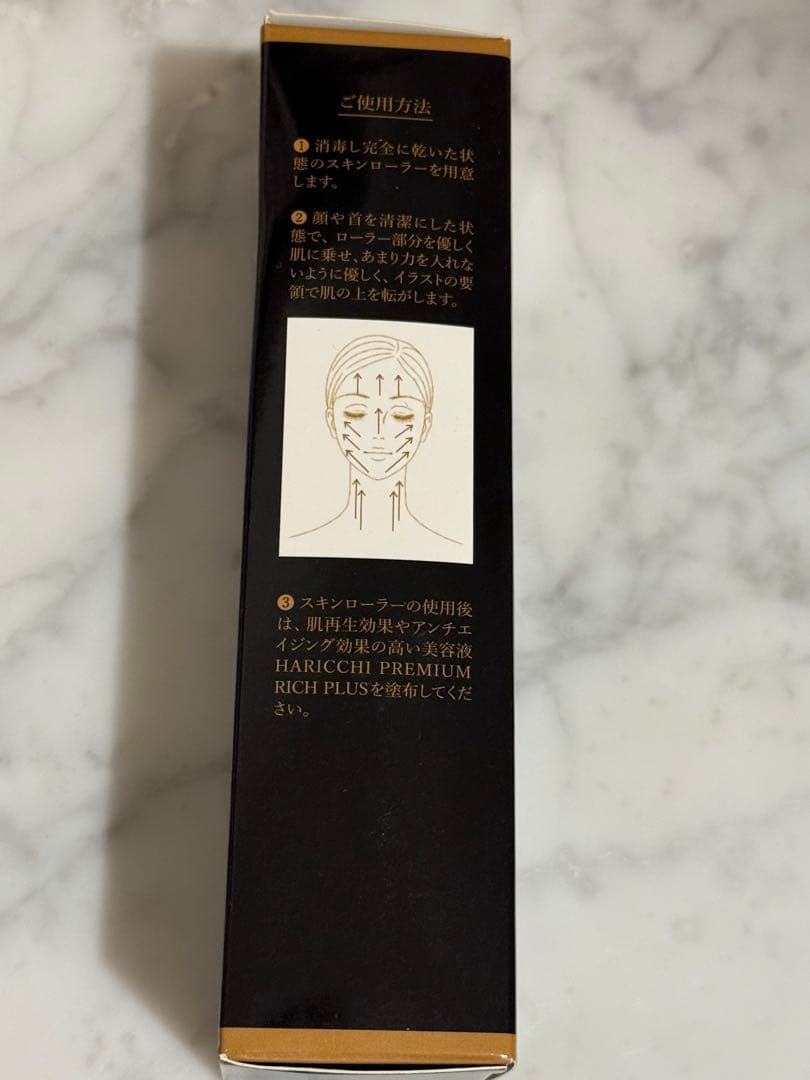 ご使用方法
❶ 消毒し完全に乾いた状
態のスキンローラーを用意
します。
❷ 顔や首を清潔にした状
態で、ローラー部分を優しく
肌に乗せ、あまり力を入れな
いように優しく、イラストの要
領で肌の上を転がします。
❸ スキンローラーの使用後
は、肌再生効果やアンチエ
イジング効果の高い美容液
HARICCHI PREMIUM
RICH PLUSを塗布してくだ
さい。